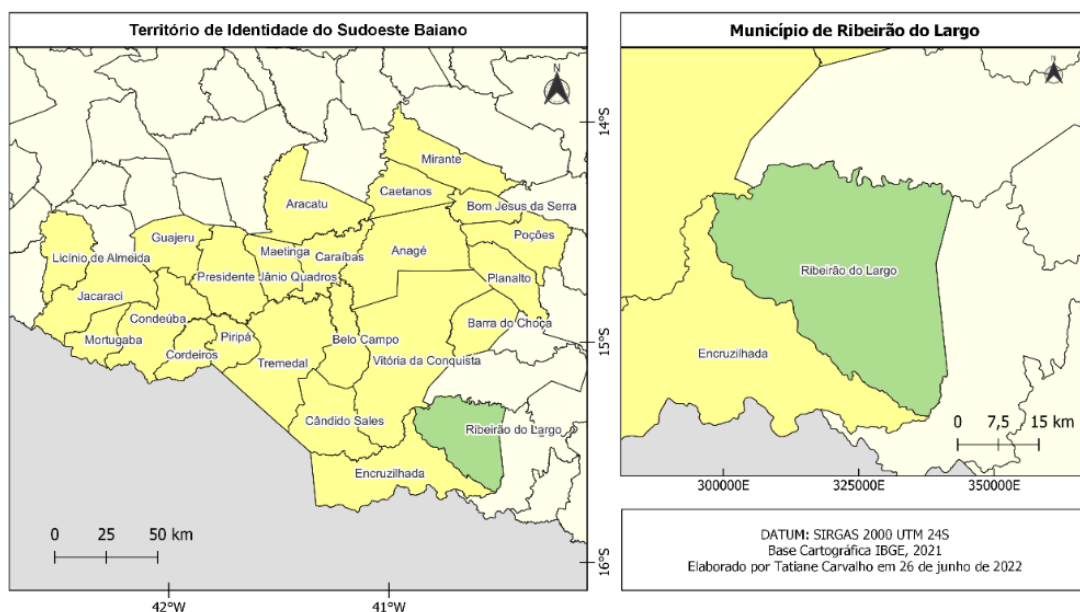 Território de Identidade do Sudoeste Baiano
N
14°S
Mirante
Caetanos
Aracatu
Bom Jesus da Serra
Guajeru
Poções
Maetinga
Caraíbas
Anagé
Licínio de Almeida
Presidente Jânio Quadros
Planalto
Jacaraci
Condeúba
Barra do Choça
Mortugaba
Piripá
Belo Campo
15°S
Cordeiros
Tremedal
Vitória da Conquista
Cândido Sales
Ribeirão do Largo
Encruzilhada
0 25 50 km
16°S
42°W 41°W
Município de Ribeirão do Largo
N
Ribeirão do Largo
Encruzilhada
0 7,5 15 km
300000E 325000E 350000E
DATUM: SIRGAS 2000 UTM 24S
Base Cartográfica IBGE, 2021
Elaborado por Tatiane Carvalho em 26 de junho de 2022